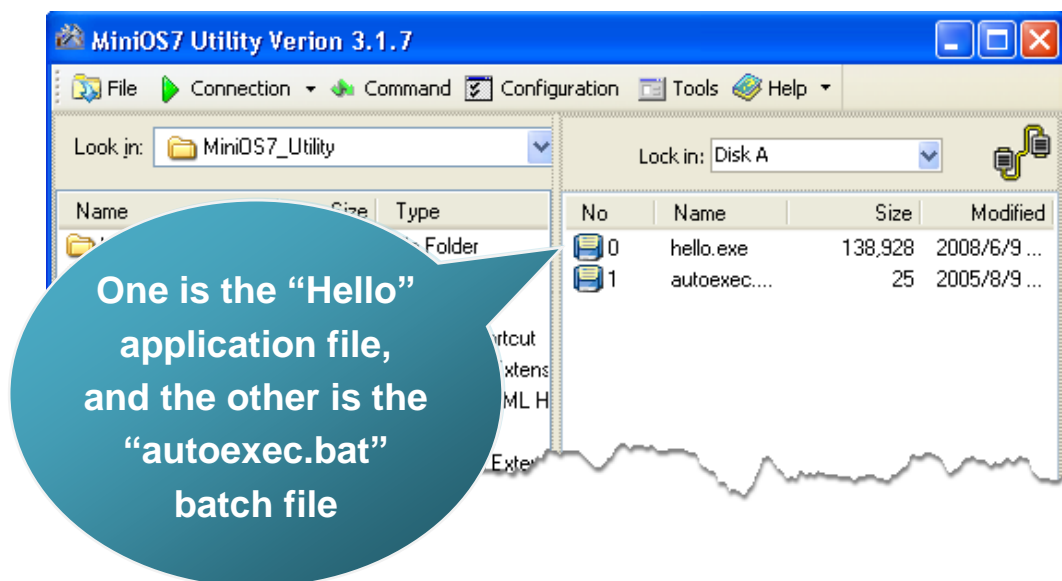 MiniOS7 Utility Verion 3.1.7
File Connection Command Configuration Tools Help
Look in: MiniOS7_Utility
Lock in: Disk A
Name Size Type
Folder
No Name Size Modified
0 hello.exe 138,928 2008/6/9 ...
1 autoexec.... 25 2005/8/9 ...
One is the “Hello”
application file,
and the other is the
“autoexec.bat”
batch file